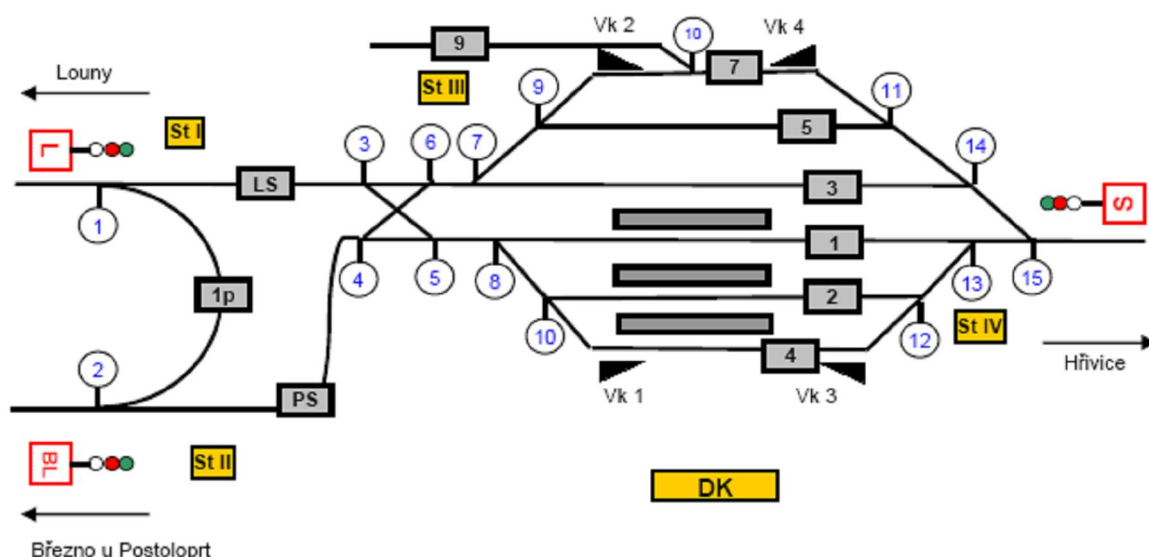 Vk 2
10
Vk 4
9
7
Louny
St III
9
11
St I
5
L
3
6
7
14
LS
3
S
1
1
1p
4
5
8
13
15
2
10
12
St IV
2
4
Hřivice
PS
Vk 1
Vk 3
BL
St II
DK
Březno u Postoloprt